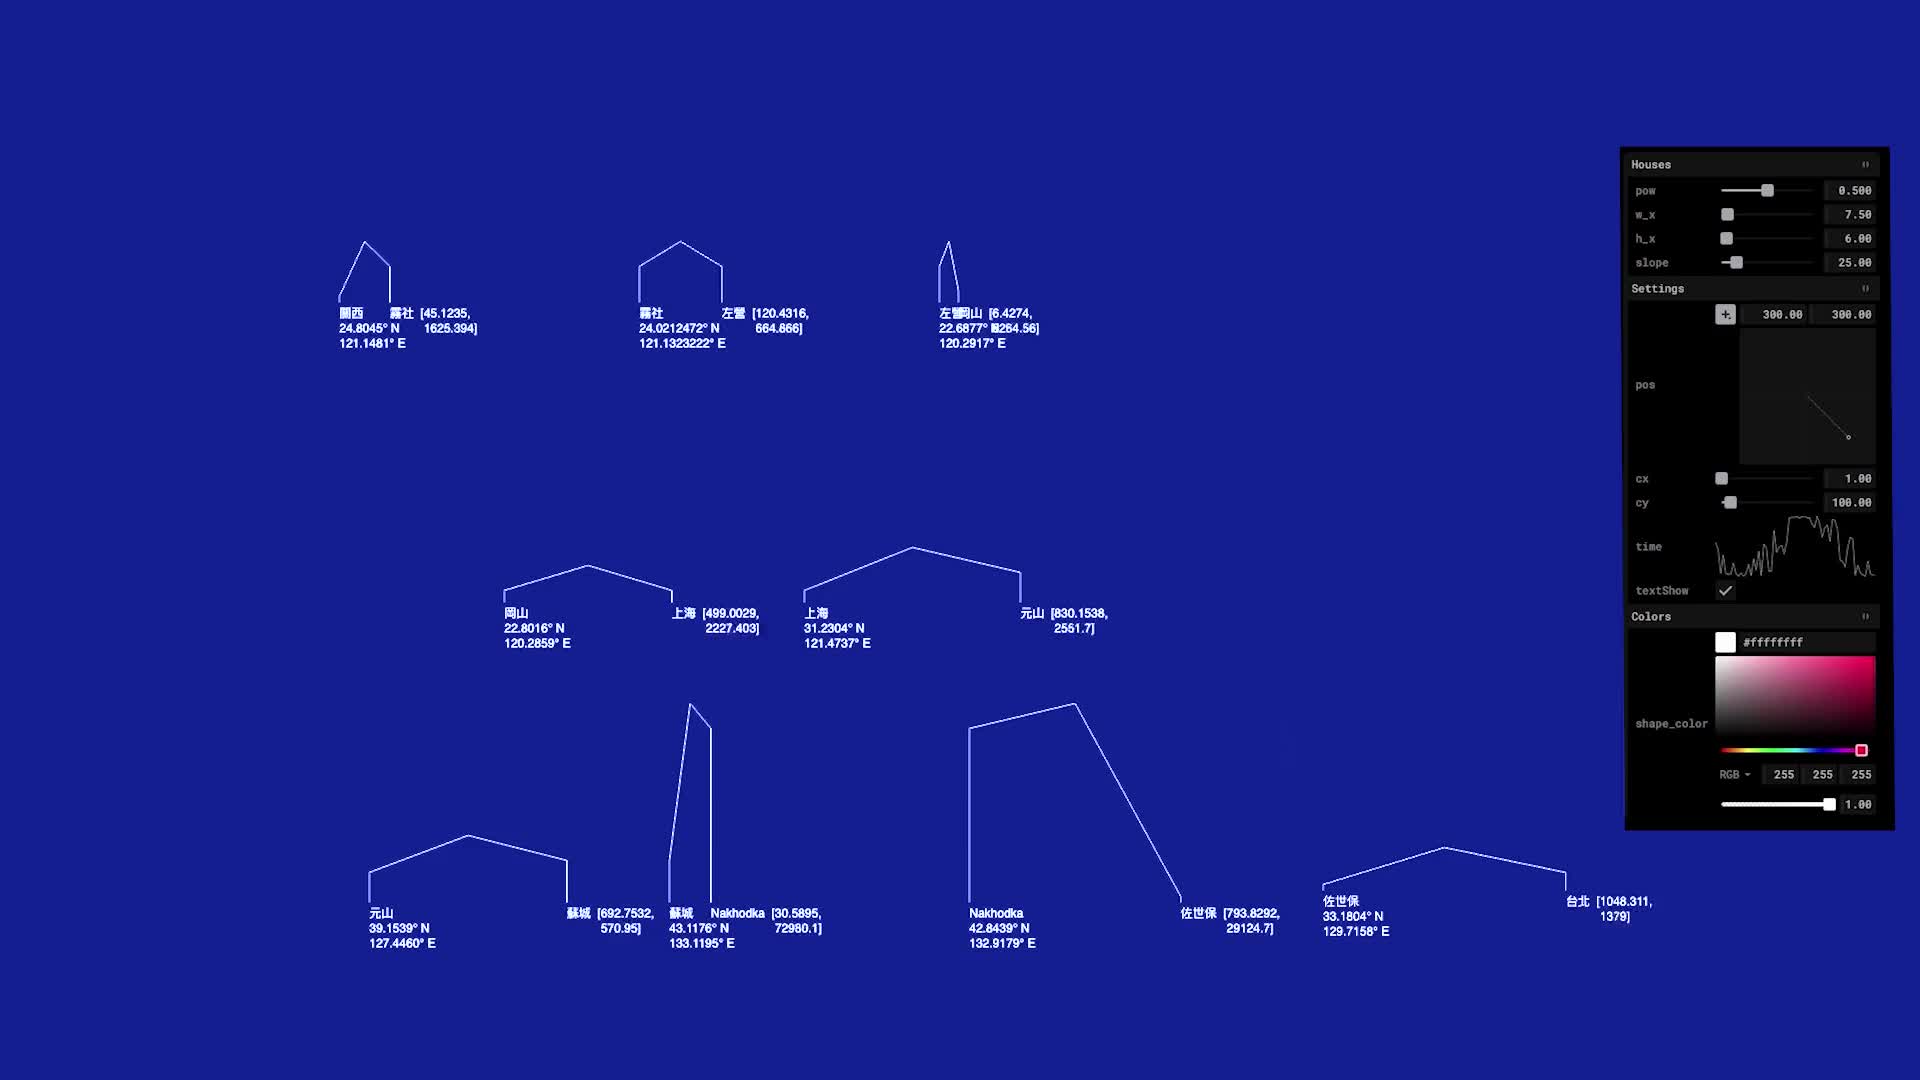 關西 霧社 [45.1235,
24.8045° N 1625.394]
121.1481° E
霧社 左營 [120.4316,
24.0212472° N 664.866]
121.1323222° E
左營 岡山 [6.4274,
22.6877° N 264.56]
120.2917° E
岡山 上海 [499.0029,
22.8016° N 2227.403]
120.2859° E
上海 元山 [830.1538,
31.2304° N 2551.7]
121.4737° E
元山 蘇城 [692.7532,
39.1539° N 570.95]
127.4460° E
蘇城 Nakhodka [30.5895,
43.1176° N 72980.1]
133.1195° E
Nakhodka 佐世保 [793.8292,
42.8439° N 29124.7]
132.9179° E
佐世保 台北 [1048.311,
33.1804° N 1379]
129.7158° E
Houses
pow 0.500
w_x 7.50
h_x 6.00
slope 25.00
Settings
+ 300.00 300.00
pos
cx 1.00
cy 100.00
time
textShow
Colors
#ffffffff
shape_color
RGB 255 255 255
1.00